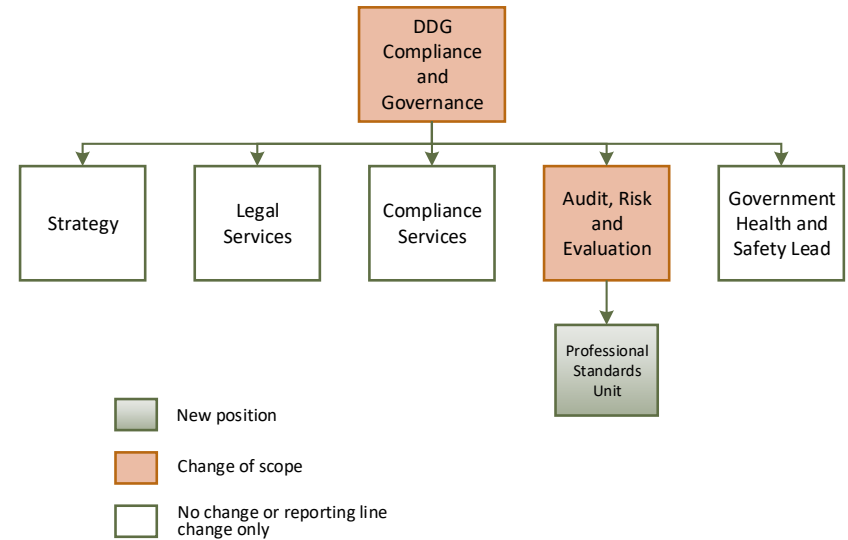 DDG
Compliance
and
Governance
Strategy
Legal
Services
Compliance
Services
Audit, Risk
and
Evaluation
Government
Health and
Safety Lead
Professional
Standards
Unit
New position
Change of scope
No change or reporting line
change only